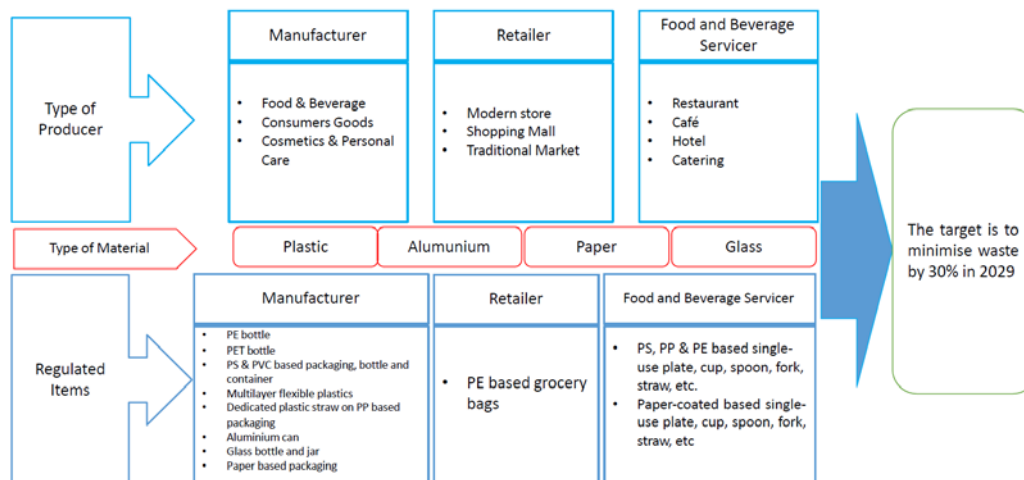 Type of
Producer
Manufacturer
• Food & Beverage
• Consumers Goods
• Cosmetics & Personal
Care
Retailer
• Modern store
• Shopping Mall
• Traditional Market
Food and Beverage
Servicer
• Restaurant
• Café
• Hotel
• Catering
Type of Material
Plastic
Alumunium
Paper
Glass
Regulated
Items
Manufacturer
• PE bottle
• PET bottle
• PS & PVC based packaging, bottle and
container
• Multilayer flexible plastics
• Dedicated plastic straw on PP based
packaging
• Aluminium can
• Glass bottle and jar
• Paper based packaging
Retailer
• PE based grocery
bags
Food and Beverage Servicer
• PS, PP & PE based single-
use plate, cup, spoon, fork,
straw, etc.
• Paper-coated based single-
use plate, cup, spoon, fork,
straw, etc
The target is to
minimise waste
by 30% in 2029